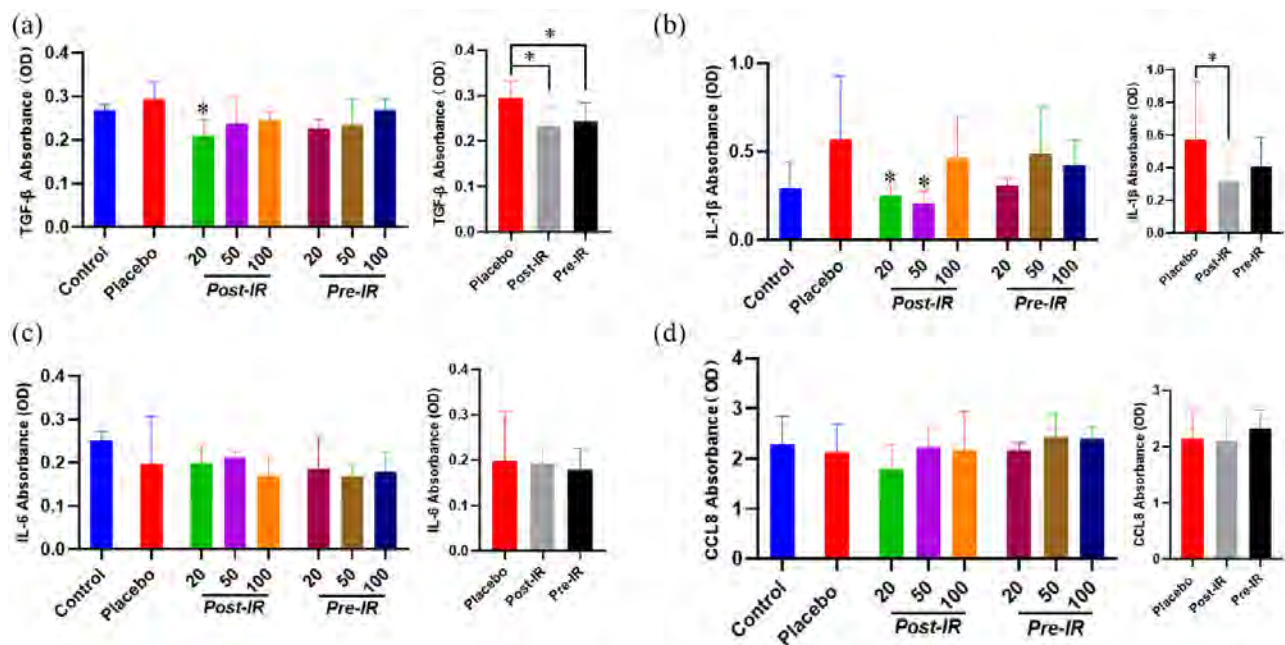 (a)
TGF-β Absorbance (OD)
0.4
0.3
0.2
0.1
0.0
*
Control
Placebo
20
50
100
Post-IR
20
50
100
Pre-IR
TGF-β Absorbance (OD)
0.4
0.3
0.2
0.1
0.0
*
*
Placebo
Post-IR
Pre-IR
(b)
IL-1β Absorbance (OD)
1.0
0.5
0.0
*
*
Control
Placebo
20
50
100
Post-IR
20
50
100
Pre-IR
IL-1β Absorbance (OD)
1.0
0.8
0.6
0.4
0.2
0.0
*
Placebo
Post-IR
Pre-IR
(c)
IL-6 Absorbance (OD)
0.4
0.3
0.2
0.1
0.0
Control
Placebo
20
50
100
Post-IR
20
50
100
Pre-IR
IL-6 Absorbance (OD)
0.4
0.3
0.2
0.1
0.0
Placebo
Post-IR
Pre-IR
(d)
CCL8 Absorbance (OD)
4
3
2
1
0
Control
Placebo
20
50
100
Post-IR
20
50
100
Pre-IR
CCL8 Absorbance (OD)
3
2
1
0
Placebo
Post-IR
Pre-IR